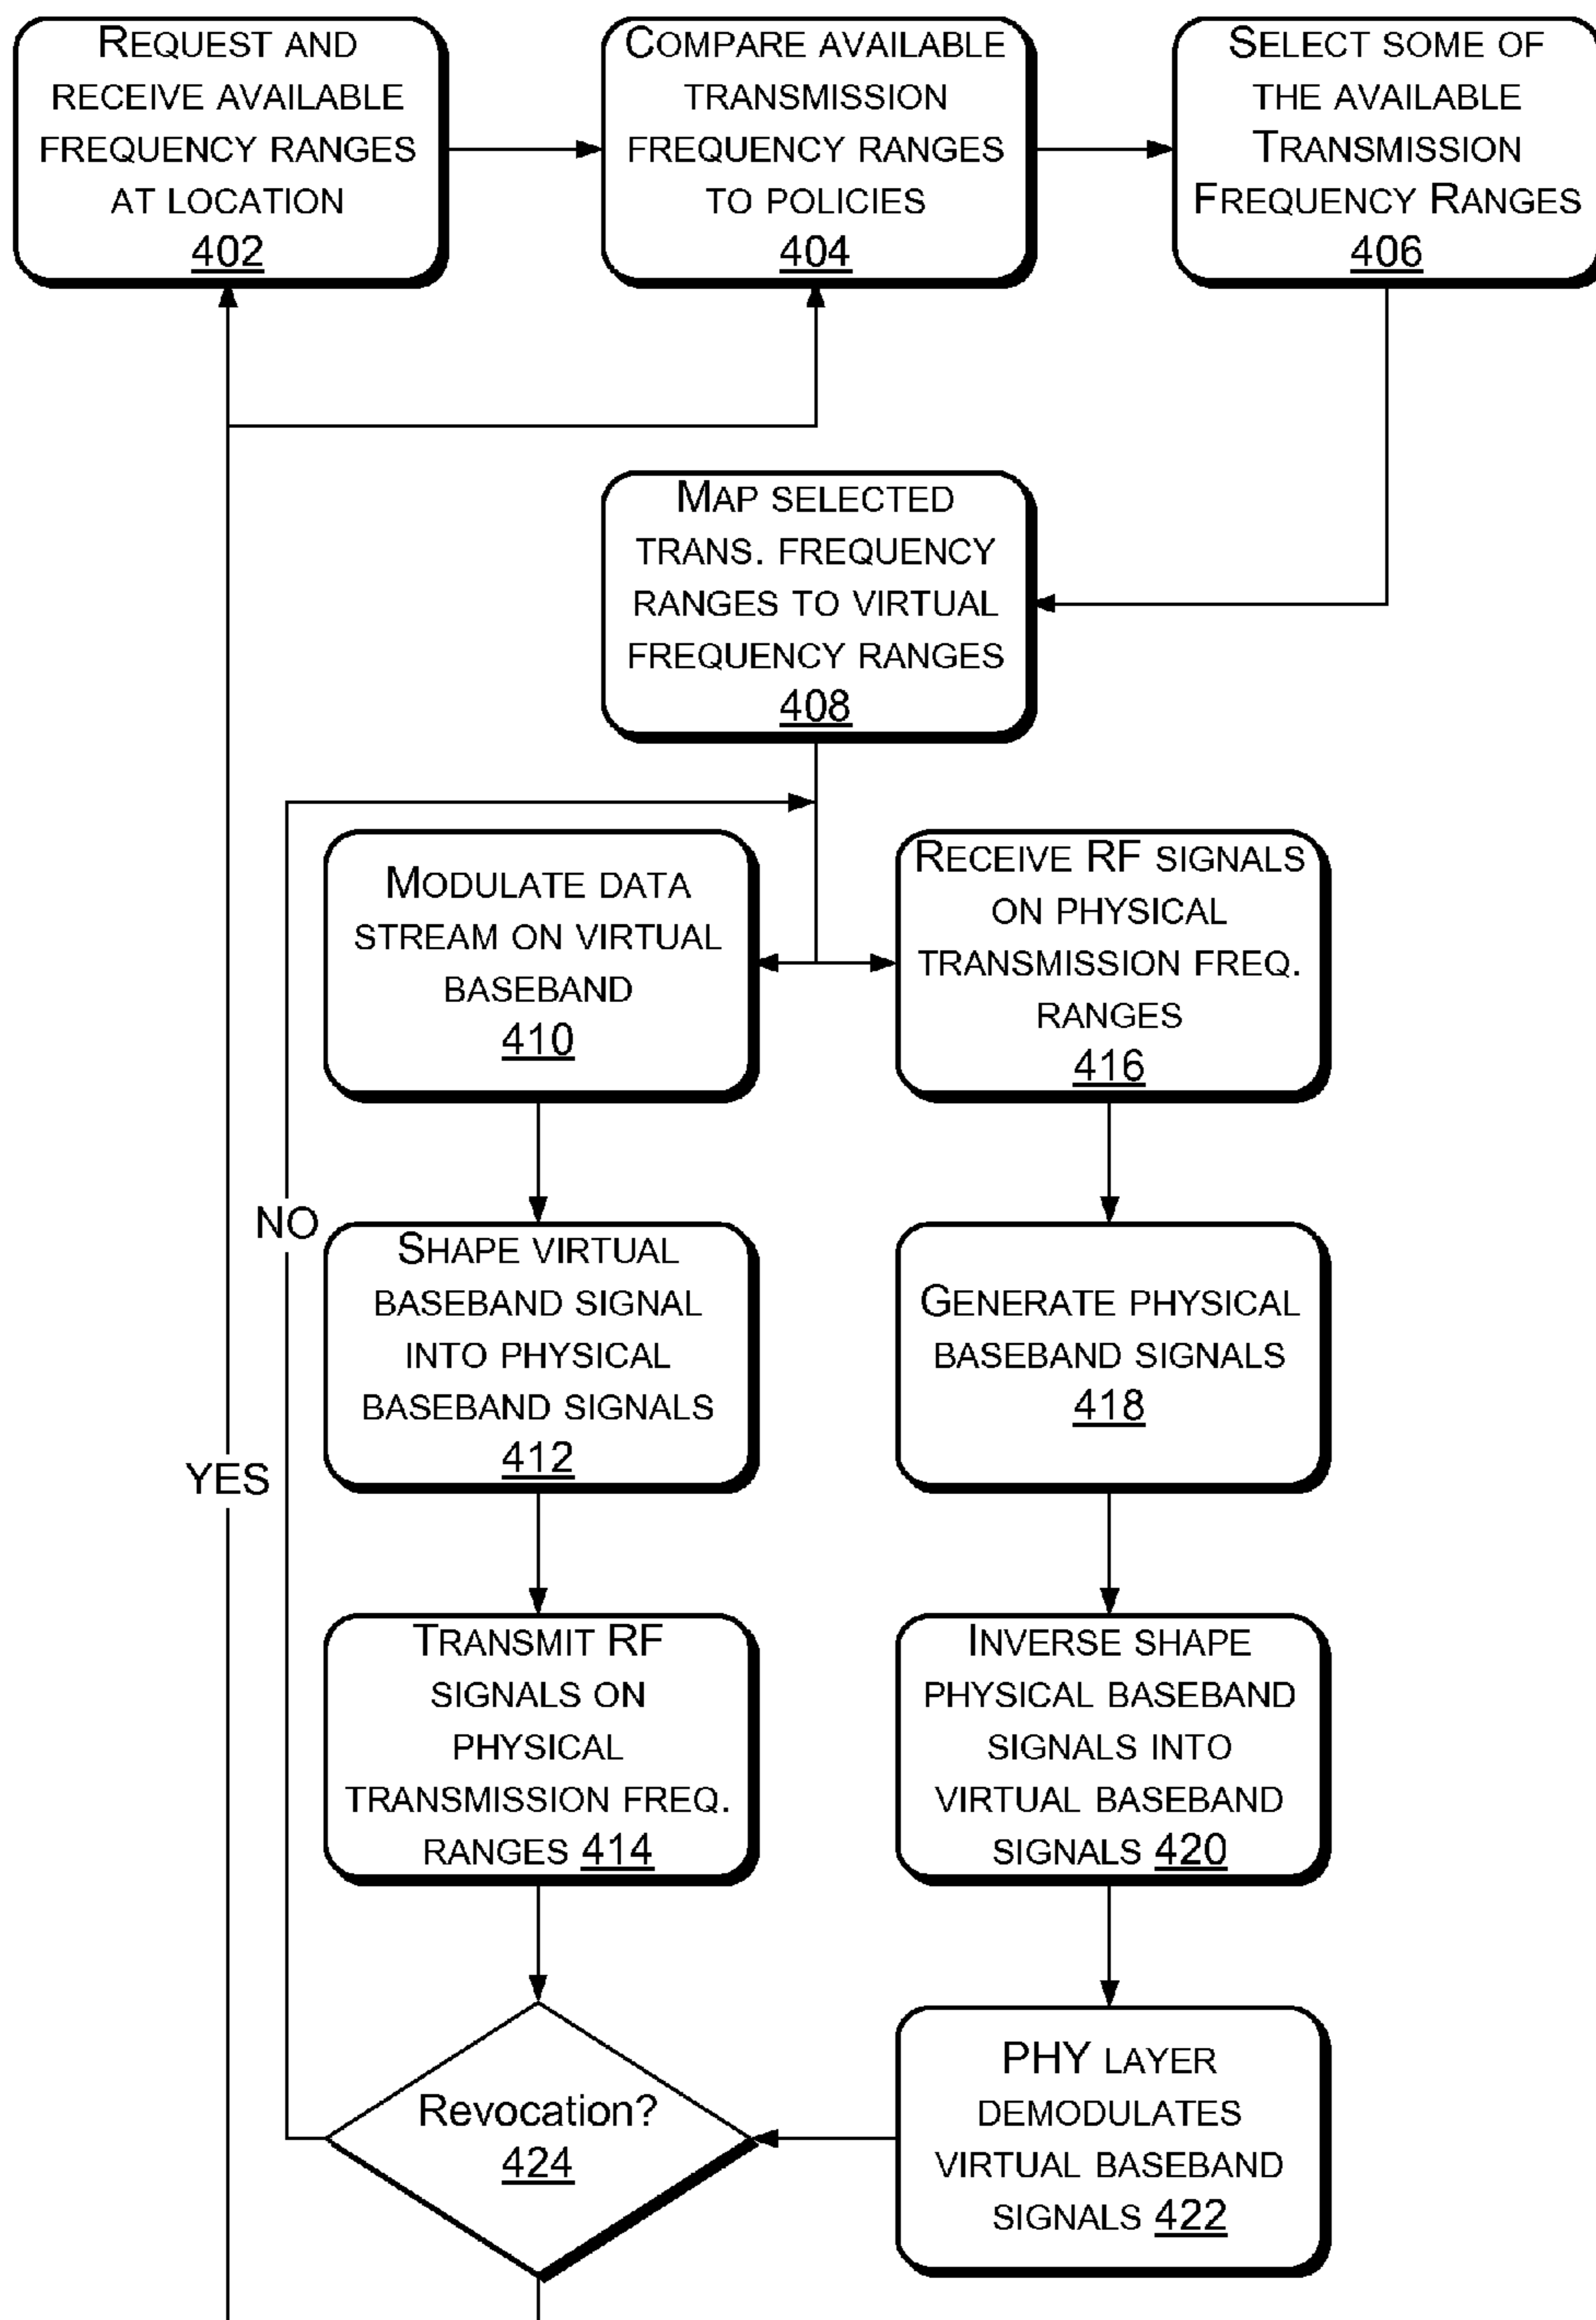 REQUEST AND
RECEIVE AVAILABLE
FREQUENCY RANGES
AT LOCATION
402
COMPARE AVAILABLE
TRANSMISSION
FREQUENCY RANGES
TO POLICIES
404
SELECT SOME OF
THE AVAILABLE
TRANSMISSION
FREQUENCY RANGES
406
MAP SELECTED
TRANS. FREQUENCY
RANGES TO VIRTUAL
FREQUENCY RANGES
408
MODULATE DATA
STREAM ON VIRTUAL
BASEBAND
410
RECEIVE RF SIGNALS
ON PHYSICAL
TRANSMISSION FREQ.
RANGES
416
NO
SHAPE VIRTUAL
BASEBAND SIGNAL
INTO PHYSICAL
BASEBAND SIGNALS
412
GENERATE PHYSICAL
BASEBAND SIGNALS
418
YES
TRANSMIT RF
SIGNALS ON
PHYSICAL
TRANSMISSION FREQ.
RANGES 414
INVERSE SHAPE
PHYSICAL BASEBAND
SIGNALS INTO
VIRTUAL BASEBAND
SIGNALS 420
Revocation?
424
PHY LAYER
DEMODULATES
VIRTUAL BASEBAND
SIGNALS 422